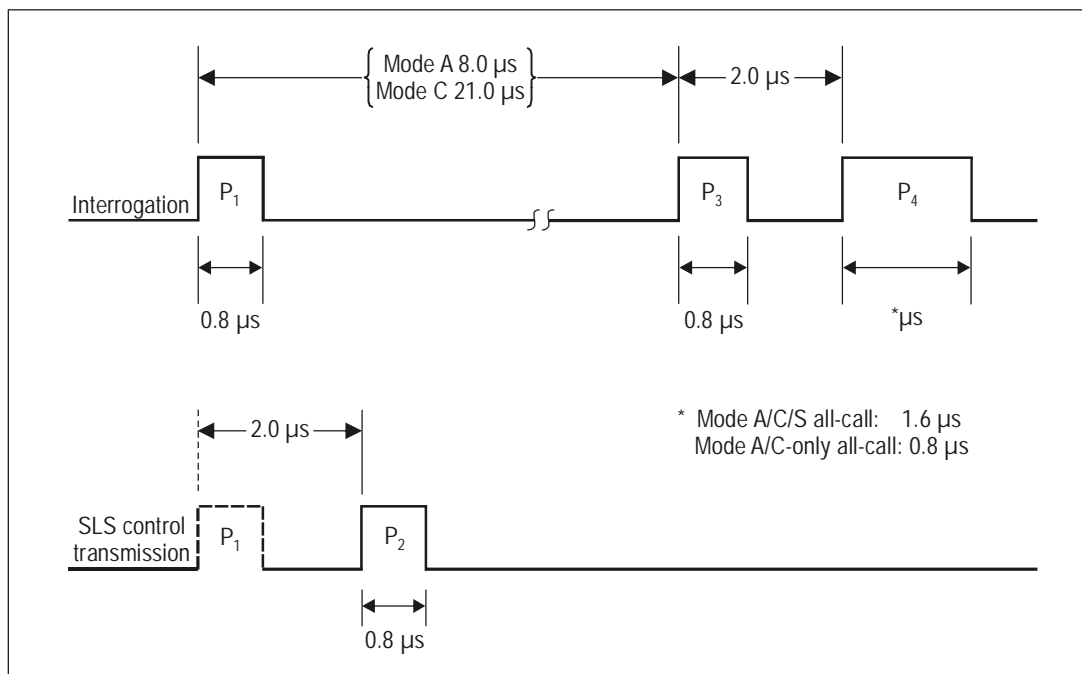 Mode A 8.0 µs
Mode C 21.0 µs
2.0 µs
Interrogation
P₁
P₃
P₄
0.8 µs
0.8 µs
*µs
* Mode A/C/S all-call: 1.6 µs
Mode A/C-only all-call: 0.8 µs
2.0 µs
SLS control
transmission
P₁
P₂
0.8 µs